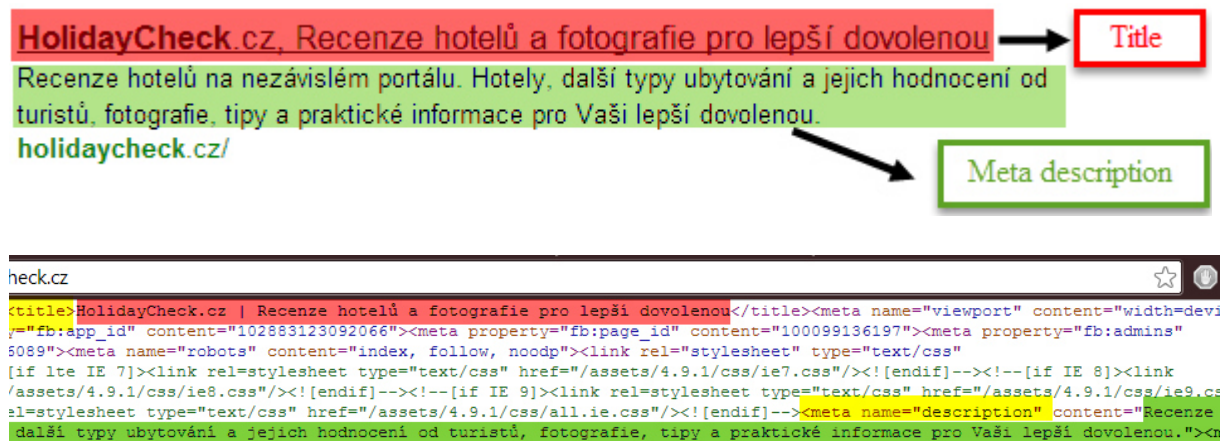 HolidayCheck.cz, Recenze hotelů a fotografie pro lepší dovolenou
Title
Recenze hotelů na nezávislém portálu. Hotely, další typy ubytování a jejich hodnocení od
turistů, fotografie, tipy a praktické informace pro Vaši lepší dovolenou.
holidaycheck.cz/
Meta description
heck.cz
<title>HolidayCheck.cz | Recenze hotelů a fotografie pro lepší dovolenou</title><meta name="viewport" content="width=devi
y="fb:app_id" content="102883123092066"><meta property="fb:page_id" content="100099136197"><meta property="fb:admins"
6089"><meta name="robots" content="index, follow, noodp"><link rel="stylesheet" type="text/css"
[if lte IE 7]><link rel=stylesheet type="text/css" href="/assets/4.9.1/css/ie7.css"/><![endif]--><!--[if IE 8]><link
/assets/4.9.1/css/ie8.css"/><![endif]--><!--[if IE 9]><link rel=stylesheet type="text/css" href="/assets/4.9.1/css/ie9.cs
el=stylesheet type="text/css" href="/assets/4.9.1/css/all.ie.css"/><![endif]--><meta name="description" content="Recenze
další typy ubytování a jejich hodnocení od turistů, fotografie, tipy a praktické informace pro Vaši lepší dovolenou."><m